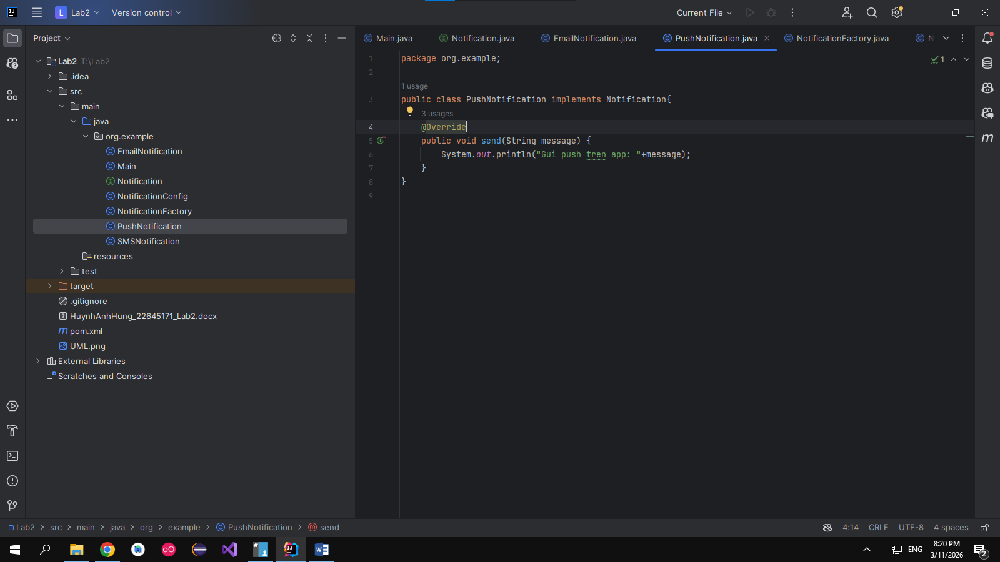 L Lab2 Version control Current File
Project
Main.java Notification.java EmailNotification.java PushNotification.java NotificationFactory.java N
Lab2 T:\Lab2
.idea
src
main
java
org.example
EmailNotification
Main
Notification
NotificationConfig
NotificationFactory
PushNotification
SMSNotification
resources
test
target
.gitignore
HuynhAnhHung_22645171_Lab2.docx
pom.xml
UML.png
External Libraries
Scratches and Consoles
1 package org.example;
1
2
1 usage
3 public class PushNotification implements Notification{
3 usages
4 @Override
5 public void send(String message) {
6 System.out.println("Gui push tren app: "+message);
7 }
8 }
9
Lab2 > src > main > java > org > example > PushNotification > send
4:14 CRLF UTF-8 4 spaces
ENG
8:20 PM
3/11/2026
2